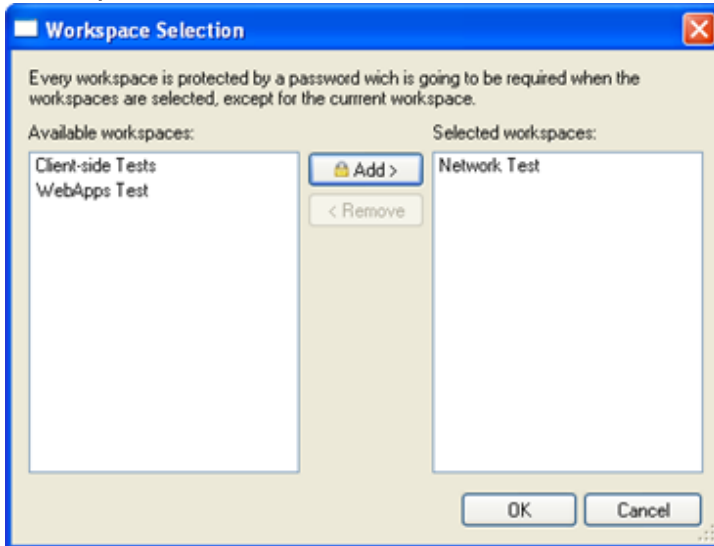 Workspace Selection
Every workspace is protected by a password wich is going to be required when the
workspaces are selected, except for the currrent workspace.
Available workspaces:
Selected workspaces:
Client-side Tests
WebApps Test
Add >
< Remove
Network Test
OK
Cancel